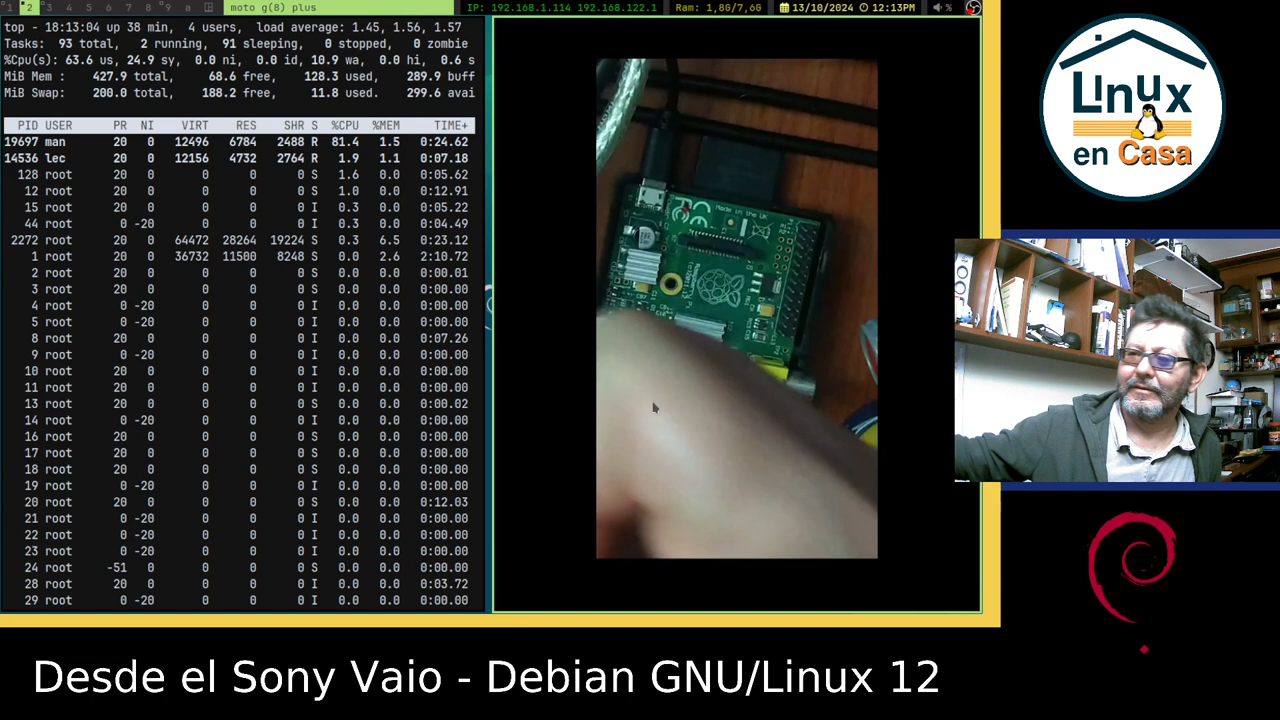 1 2 3 4 5 6 7 8 9 a
moto g(8) plus
IP: 192.168.1.114 192.168.122.1
Ram: 1,8G/7,6G
13/10/2024 12:13PM
%
top - 18:13:04 up 38 min, 4 users, load average: 1.45, 1.56, 1.57
Tasks: 93 total, 2 running, 91 sleeping, 0 stopped, 0 zombie
%Cpu(s): 63.6 us, 24.9 sy, 0.0 ni, 0.0 id, 10.9 wa, 0.0 hi, 0.6 s
MiB Mem : 427.9 total, 68.6 free, 128.3 used, 289.9 buff
MiB Swap: 200.0 total, 188.2 free, 11.8 used. 299.6 avai
PID USER PR NI VIRT RES SHR S %CPU %MEM TIME+
19697 man 20 0 12496 6784 2488 R 81.4 1.5 0:24.62
14536 lec 20 0 12156 4732 2764 R 1.9 1.1 0:07.18
128 root 20 0 0 0 0 S 1.6 0.0 0:05.62
12 root 20 0 0 0 0 S 1.0 0.0 0:12.91
15 root 20 0 0 0 0 I 0.3 0.0 0:05.22
44 root 0 -20 0 0 0 I 0.3 0.0 0:04.49
2272 root 20 0 64472 28264 19224 S 0.3 6.5 0:23.12
1 root 20 0 36732 11500 8248 S 0.0 2.6 2:10.72
2 root 20 0 0 0 0 S 0.0 0.0 0:00.01
3 root 20 0 0 0 0 S 0.0 0.0 0:00.00
4 root 0 -20 0 0 0 I 0.0 0.0 0:00.00
5 root 0 -20 0 0 0 I 0.0 0.0 0:00.00
8 root 20 0 0 0 0 I 0.0 0.0 0:07.26
9 root 0 -20 0 0 0 I 0.0 0.0 0:00.00
10 root 20 0 0 0 0 I 0.0 0.0 0:00.00
11 root 20 0 0 0 0 I 0.0 0.0 0:00.00
13 root 20 0 0 0 0 S 0.0 0.0 0:00.02
14 root 0 -20 0 0 0 I 0.0 0.0 0:00.00
16 root 20 0 0 0 0 S 0.0 0.0 0:00.00
17 root 20 0 0 0 0 S 0.0 0.0 0:00.00
18 root 20 0 0 0 0 S 0.0 0.0 0:00.00
19 root 0 -20 0 0 0 I 0.0 0.0 0:00.00
20 root 20 0 0 0 0 S 0.0 0.0 0:12.03
21 root 0 -20 0 0 0 I 0.0 0.0 0:00.00
22 root 0 -20 0 0 0 I 0.0 0.0 0:00.00
23 root 0 -20 0 0 0 I 0.0 0.0 0:00.00
24 root -51 0 0 0 0 S 0.0 0.0 0:00.00
28 root 20 0 0 0 0 I 0.0 0.0 0:03.72
29 root 0 -20 0 0 0 I 0.0 0.0 0:00.00
Made in the UK
CE
Linux
en Casa
Desde el Sony Vaio - Debian GNU/Linux 12